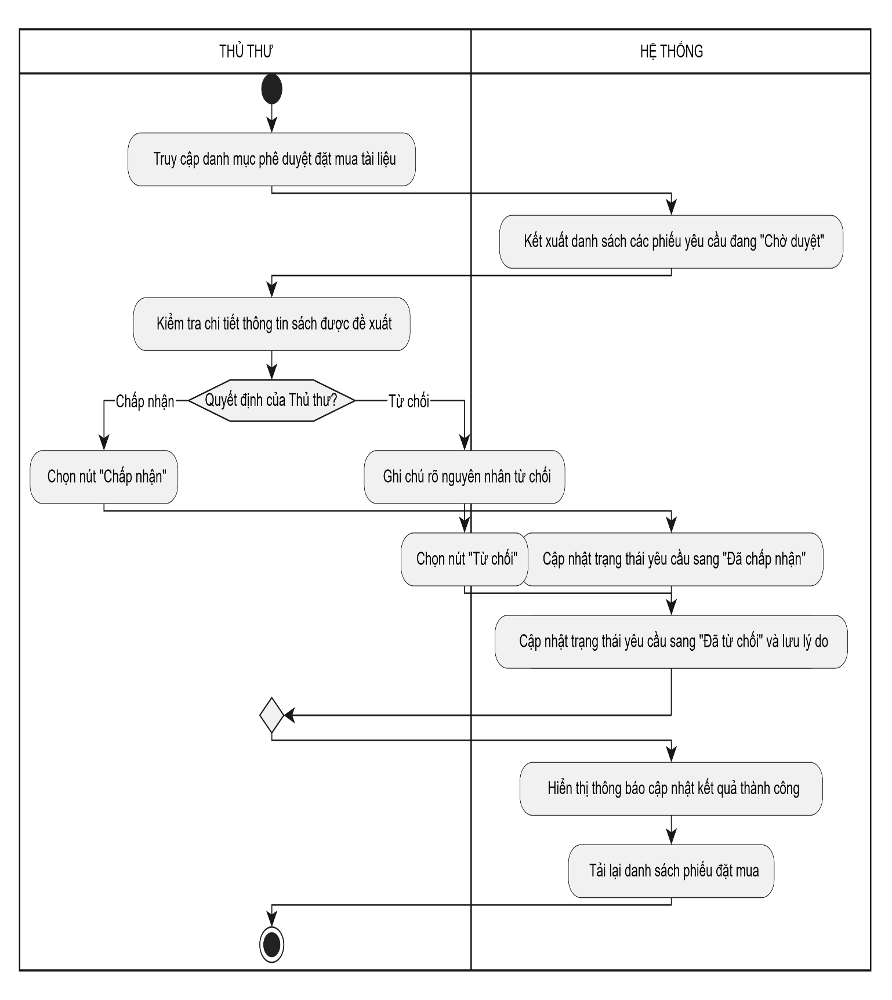 THỦ THƯ
HỆ THỐNG
Truy cập danh mục phê duyệt đặt mua tài liệu
Kết xuất danh sách các phiếu yêu cầu đang "Chờ duyệt"
Kiểm tra chi tiết thông tin sách được đề xuất
Chấp nhận
Quyết định của Thủ thư?
Từ chối
Chọn nút "Chấp nhận"
Ghi chú rõ nguyên nhân từ chối
Chọn nút "Từ chối"
Cập nhật trạng thái yêu cầu sang "Đã chấp nhận"
Cập nhật trạng thái yêu cầu sang "Đã từ chối" và lưu lý do
Hiển thị thông báo cập nhật kết quả thành công
Tải lại danh sách phiếu đặt mua